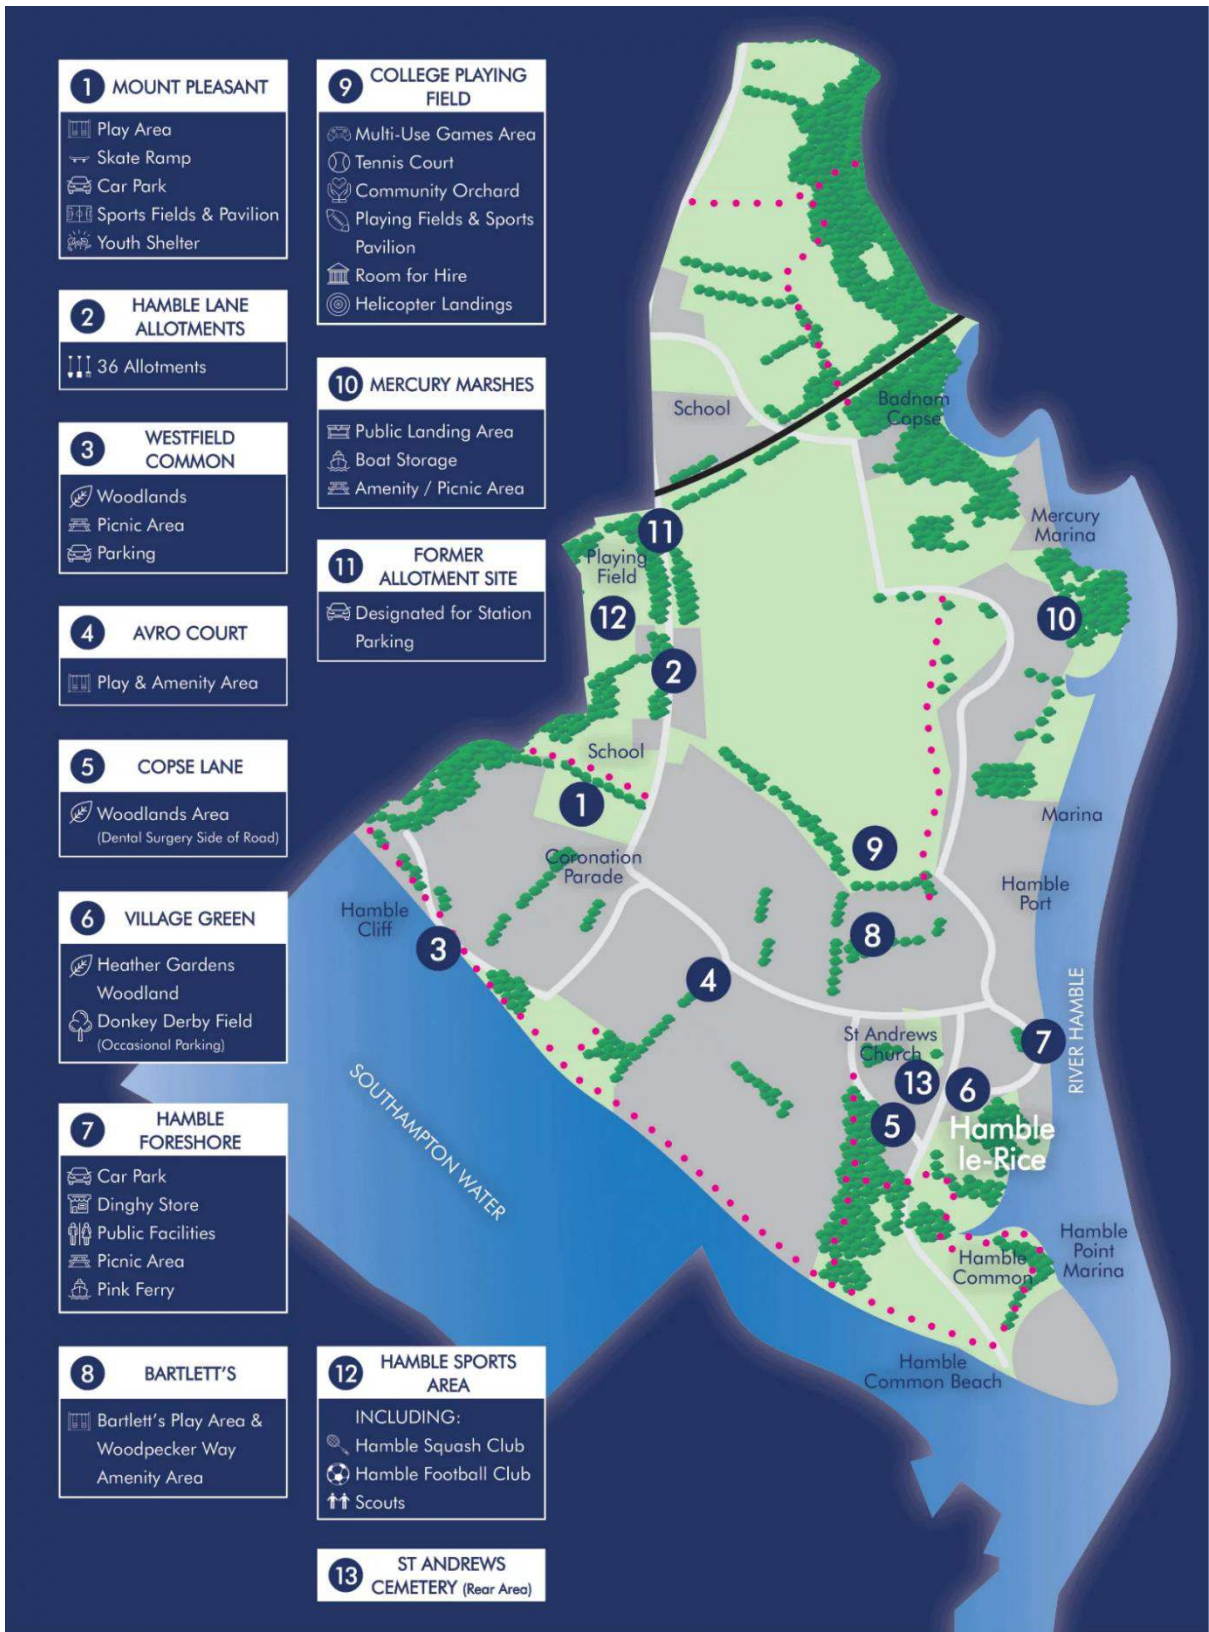 1 MOUNT PLEASANT
Play Area
Skate Ramp
Car Park
Sports Fields & Pavilion
Youth Shelter
2 HAMBLE LANE
ALLOTMENTS
36 Allotments
3 WESTFIELD
COMMON
Woodlands
Picnic Area
Parking
4 AVRO COURT
Play & Amenity Area
5 COPSE LANE
Woodlands Area
(Dental Surgery Side of Road)
6 VILLAGE GREEN
Heather Gardens
Woodland
Donkey Derby Field
(Occasional Parking)
7 HAMBLE
FORESHORE
Car Park
Dinghy Store
Public Facilities
Picnic Area
Pink Ferry
8 BARTLETT'S
Bartlett's Play Area &
Woodpecker Way
Amenity Area
9 COLLEGE PLAYING
FIELD
Multi-Use Games Area
Tennis Court
Community Orchard
Playing Fields & Sports
Pavilion
Room for Hire
Helicopter Landings
10 MERCURY MARSHES
Public Landing Area
Boat Storage
Amenity / Picnic Area
11 FORMER
ALLOTMENT SITE
Designated for Station
Parking
12 HAMBLE SPORTS
AREA
INCLUDING:
Hamble Squash Club
Hamble Football Club
Scouts
13 ST ANDREWS
CEMETERY (Rear Area)
School
Badnam
Copse
Mercury
Marina
11
Playing
Field
12
10
2
School
1
Marina
9
Coronation
Parade
Hamble
Port
Hamble
Cliff
3
8
4
RIVER HAMBLE
St Andrews
Church
7
13
6
5
Hamble
le-Rice
SOUTHAMPTON WATER
Hamble
Point
Marina
Hamble
Common
Hamble
Common Beach